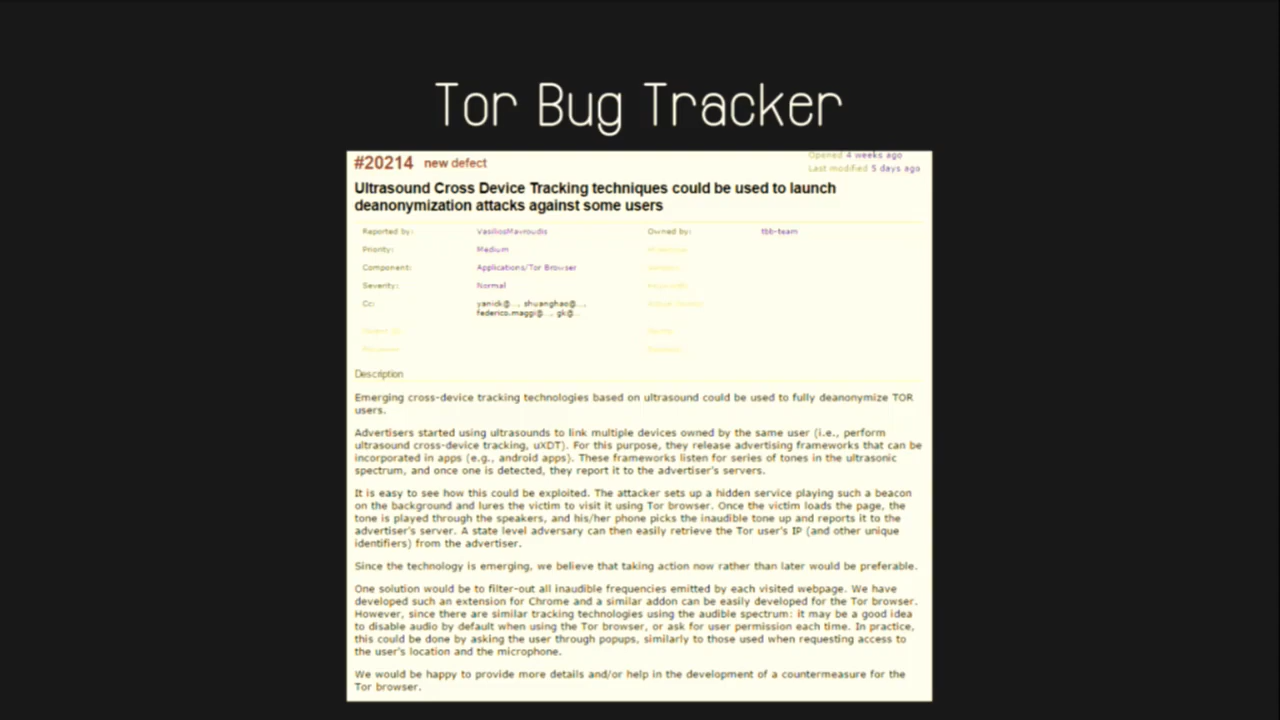 Tor Bug Tracker
#20214 new defect
Opened 4 weeks ago
Last modified 5 days ago
Ultrasound Cross Device Tracking techniques could be used to launch
deanonymization attacks against some users
Reported by: VasiliosMavroudis Owned by: tbb-team
Priority: Medium
Component: Applications/Tor Browser
Severity: Normal
Cc: yanick@..., shuanghao@...,
federico.maggi@..., gk@...
Description
Emerging cross-device tracking technologies based on ultrasound could be used to fully deanonymize TOR
users.
Advertisers started using ultrasounds to link multiple devices owned by the same user (i.e., perform
ultrasound cross-device tracking, uXDT). For this purpose, they release advertising frameworks that can be
incorporated in apps (e.g., android apps). These frameworks listen for series of tones in the ultrasonic
spectrum, and once one is detected, they report it to the advertiser's servers.
It is easy to see how this could be exploited. The attacker sets up a hidden service playing such a beacon
on the background and lures the victim to visit it using Tor browser. Once the victim loads the page, the
tone is played through the speakers, and his/her phone picks the inaudible tone up and reports it to the
advertiser's server. A state level adversary can then easily retrieve the Tor user's IP (and other unique
identifiers) from the advertiser.
Since the technology is emerging, we believe that taking action now rather than later would be preferable.
One solution would be to filter-out all inaudible frequencies emitted by each visited webpage. We have
developed such an extension for Chrome and a similar addon can be easily developed for the Tor browser.
However, since there are similar tracking technologies using the audible spectrum: it may be a good idea
to disable audio by default when using the Tor browser, or ask for user permission each time. In practice,
this could be done by asking the user through popups, similarly to those used when requesting access to
the user's location and the microphone.
We would be happy to provide more details and/or help in the development of a countermeasure for the
Tor browser.